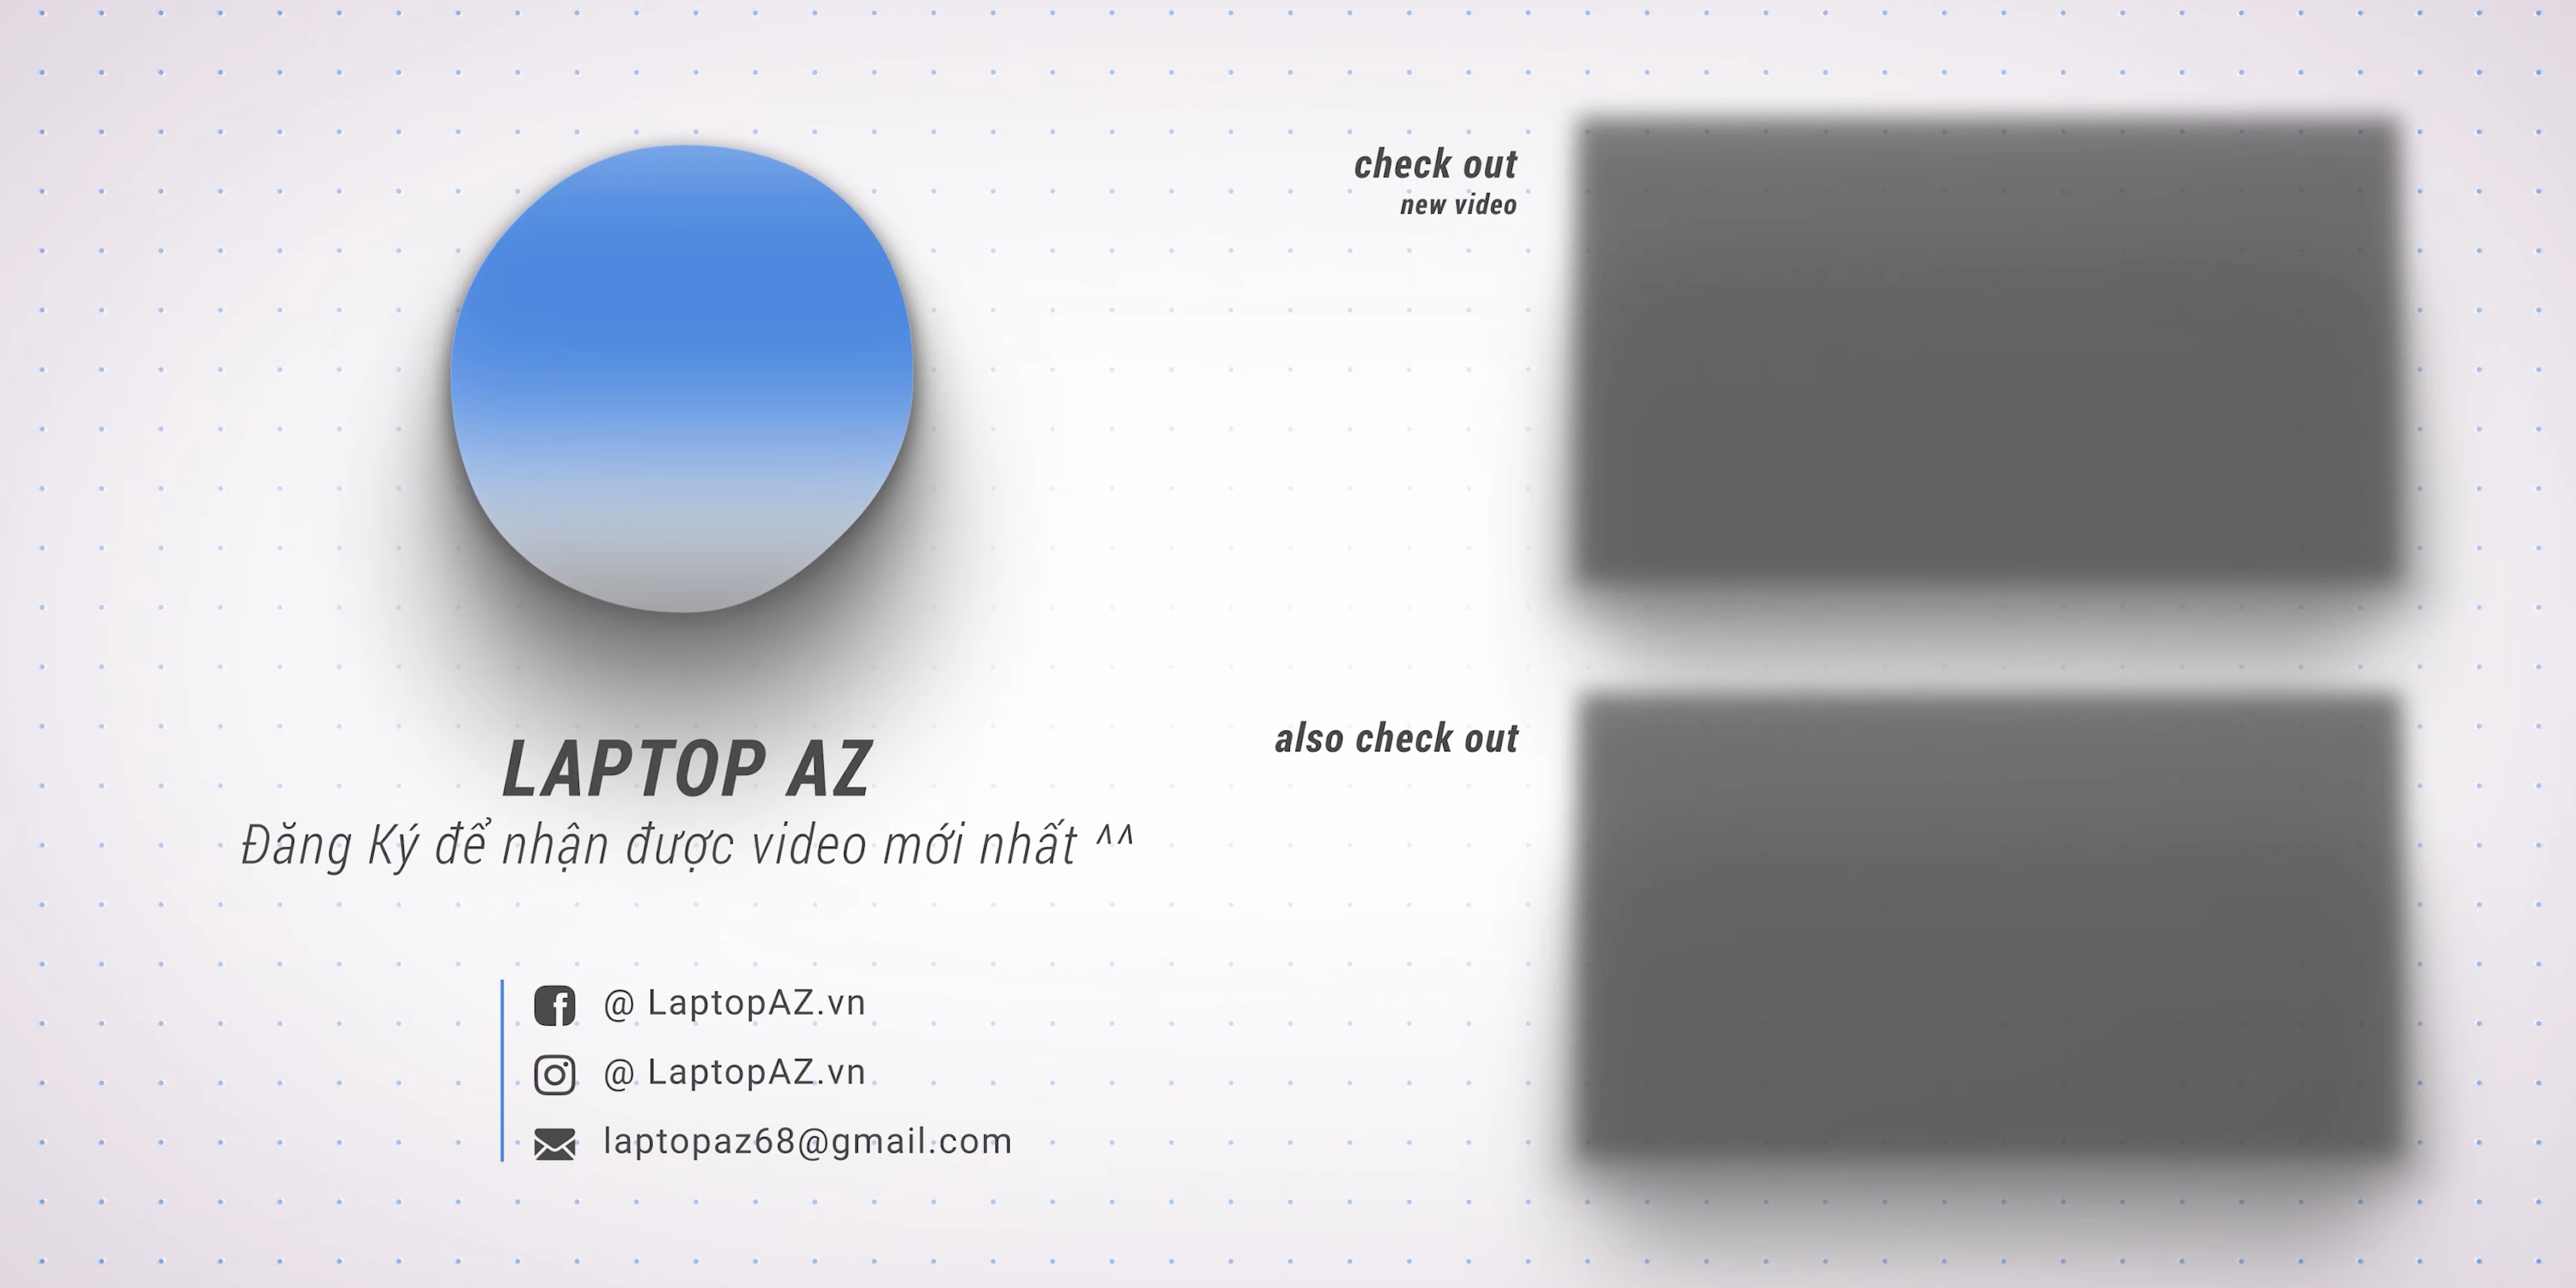 check out
new video
LAPTOP AZ
Đăng Ký để nhận được video mới nhất ^^
also check out
@ LaptopAZ.vn
@ LaptopAZ.vn
laptopaz68@gmail.com